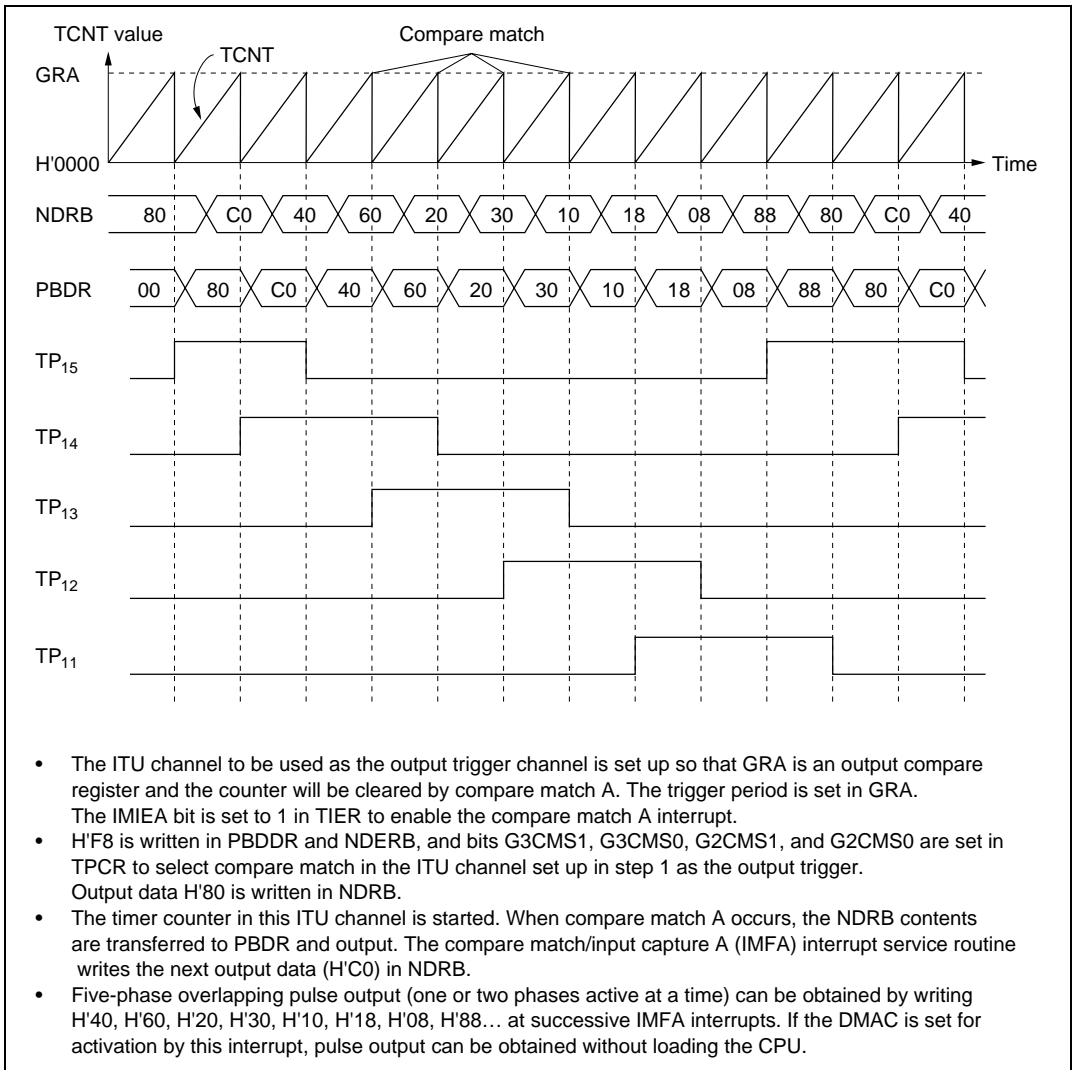 TCNT value
Compare match
TCNT
GRA
H'0000
Time
NDRB 80 C0 40 60 20 30 10 18 08 88 80 C0 40
PBDR 00 80 C0 40 60 20 30 10 18 08 88 80 C0
TP15
TP14
TP13
TP12
TP11
• The ITU channel to be used as the output trigger channel is set up so that GRA is an output compare
register and the counter will be cleared by compare match A. The trigger period is set in GRA.
The IMIEA bit is set to 1 in TIER to enable the compare match A interrupt.
• H'F8 is written in PBDDR and NDERB, and bits G3CMS1, G3CMS0, G2CMS1, and G2CMS0 are set in
TPCR to select compare match in the ITU channel set up in step 1 as the output trigger.
Output data H'80 is written in NDRB.
• The timer counter in this ITU channel is started. When compare match A occurs, the NDRB contents
are transferred to PBDR and output. The compare match/input capture A (IMFA) interrupt service routine
writes the next output data (H'C0) in NDRB.
• Five-phase overlapping pulse output (one or two phases active at a time) can be obtained by writing
H'40, H'60, H'20, H'30, H'10, H'18, H'08, H'88… at successive IMFA interrupts. If the DMAC is set for
activation by this interrupt, pulse output can be obtained without loading the CPU.